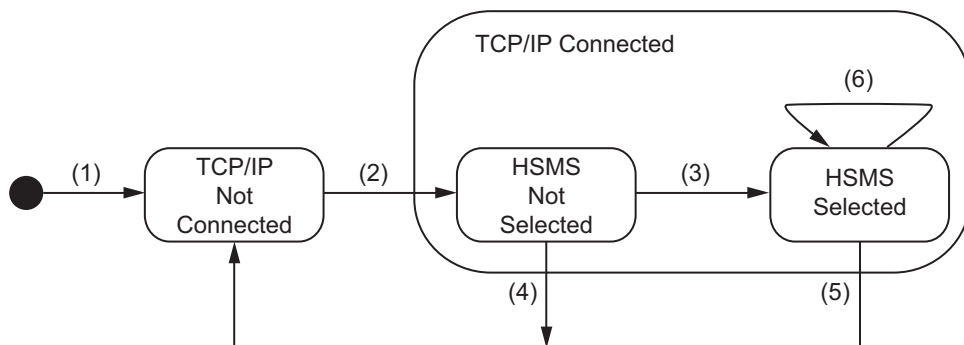 TCP/IP Connected
(6)
(1)
TCP/IP
Not
Connected
(2)
HSMS
Not
Selected
(3)
HSMS
Selected
(4)
(5)